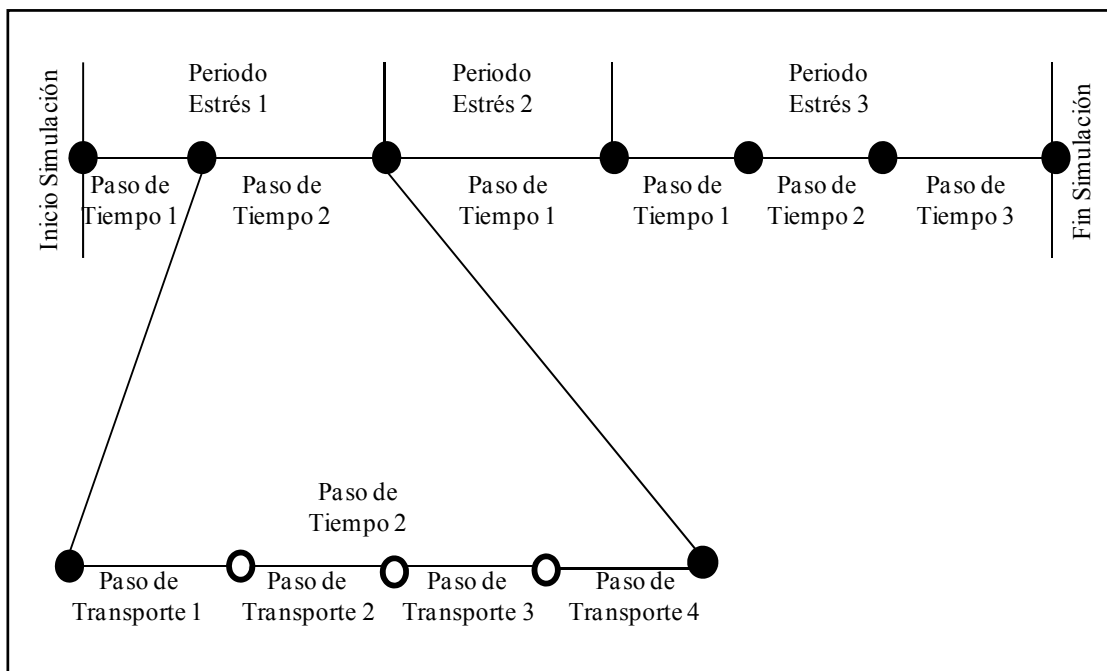 Inicio Simulación
Periodo
Estrés 1
Periodo
Estrés 2
Periodo
Estrés 3
Fin Simulación
Paso de
Tiempo 1
Paso de
Tiempo 2
Paso de
Tiempo 1
Paso de
Tiempo 1
Paso de
Tiempo 2
Paso de
Tiempo 3
Paso de
Tiempo 2
Paso de
Transporte 1
Paso de
Transporte 2
Paso de
Transporte 3
Paso de
Transporte 4